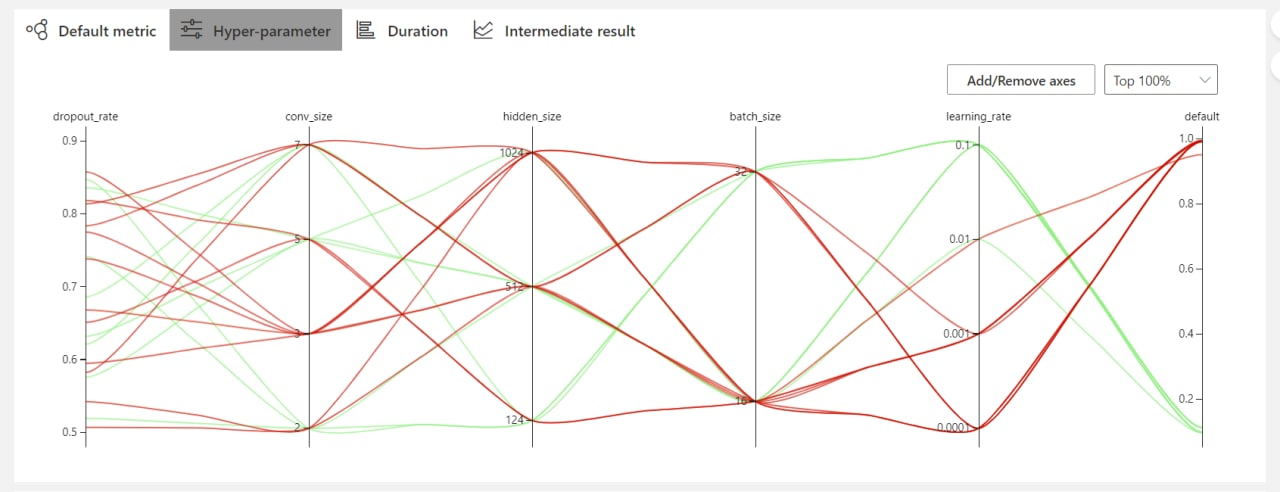 Default metric Hyper-parameter Duration Intermediate result
Add/Remove axes Top 100%
dropout_rate conv_size hidden_size batch_size learning_rate default
0.9 7 1024 32 0.1 1.0
0.8 5 512 16 0.01 0.8
0.7 3 124 0.001 0.6
0.6 2 0.0001 0.4
0.5 0.2